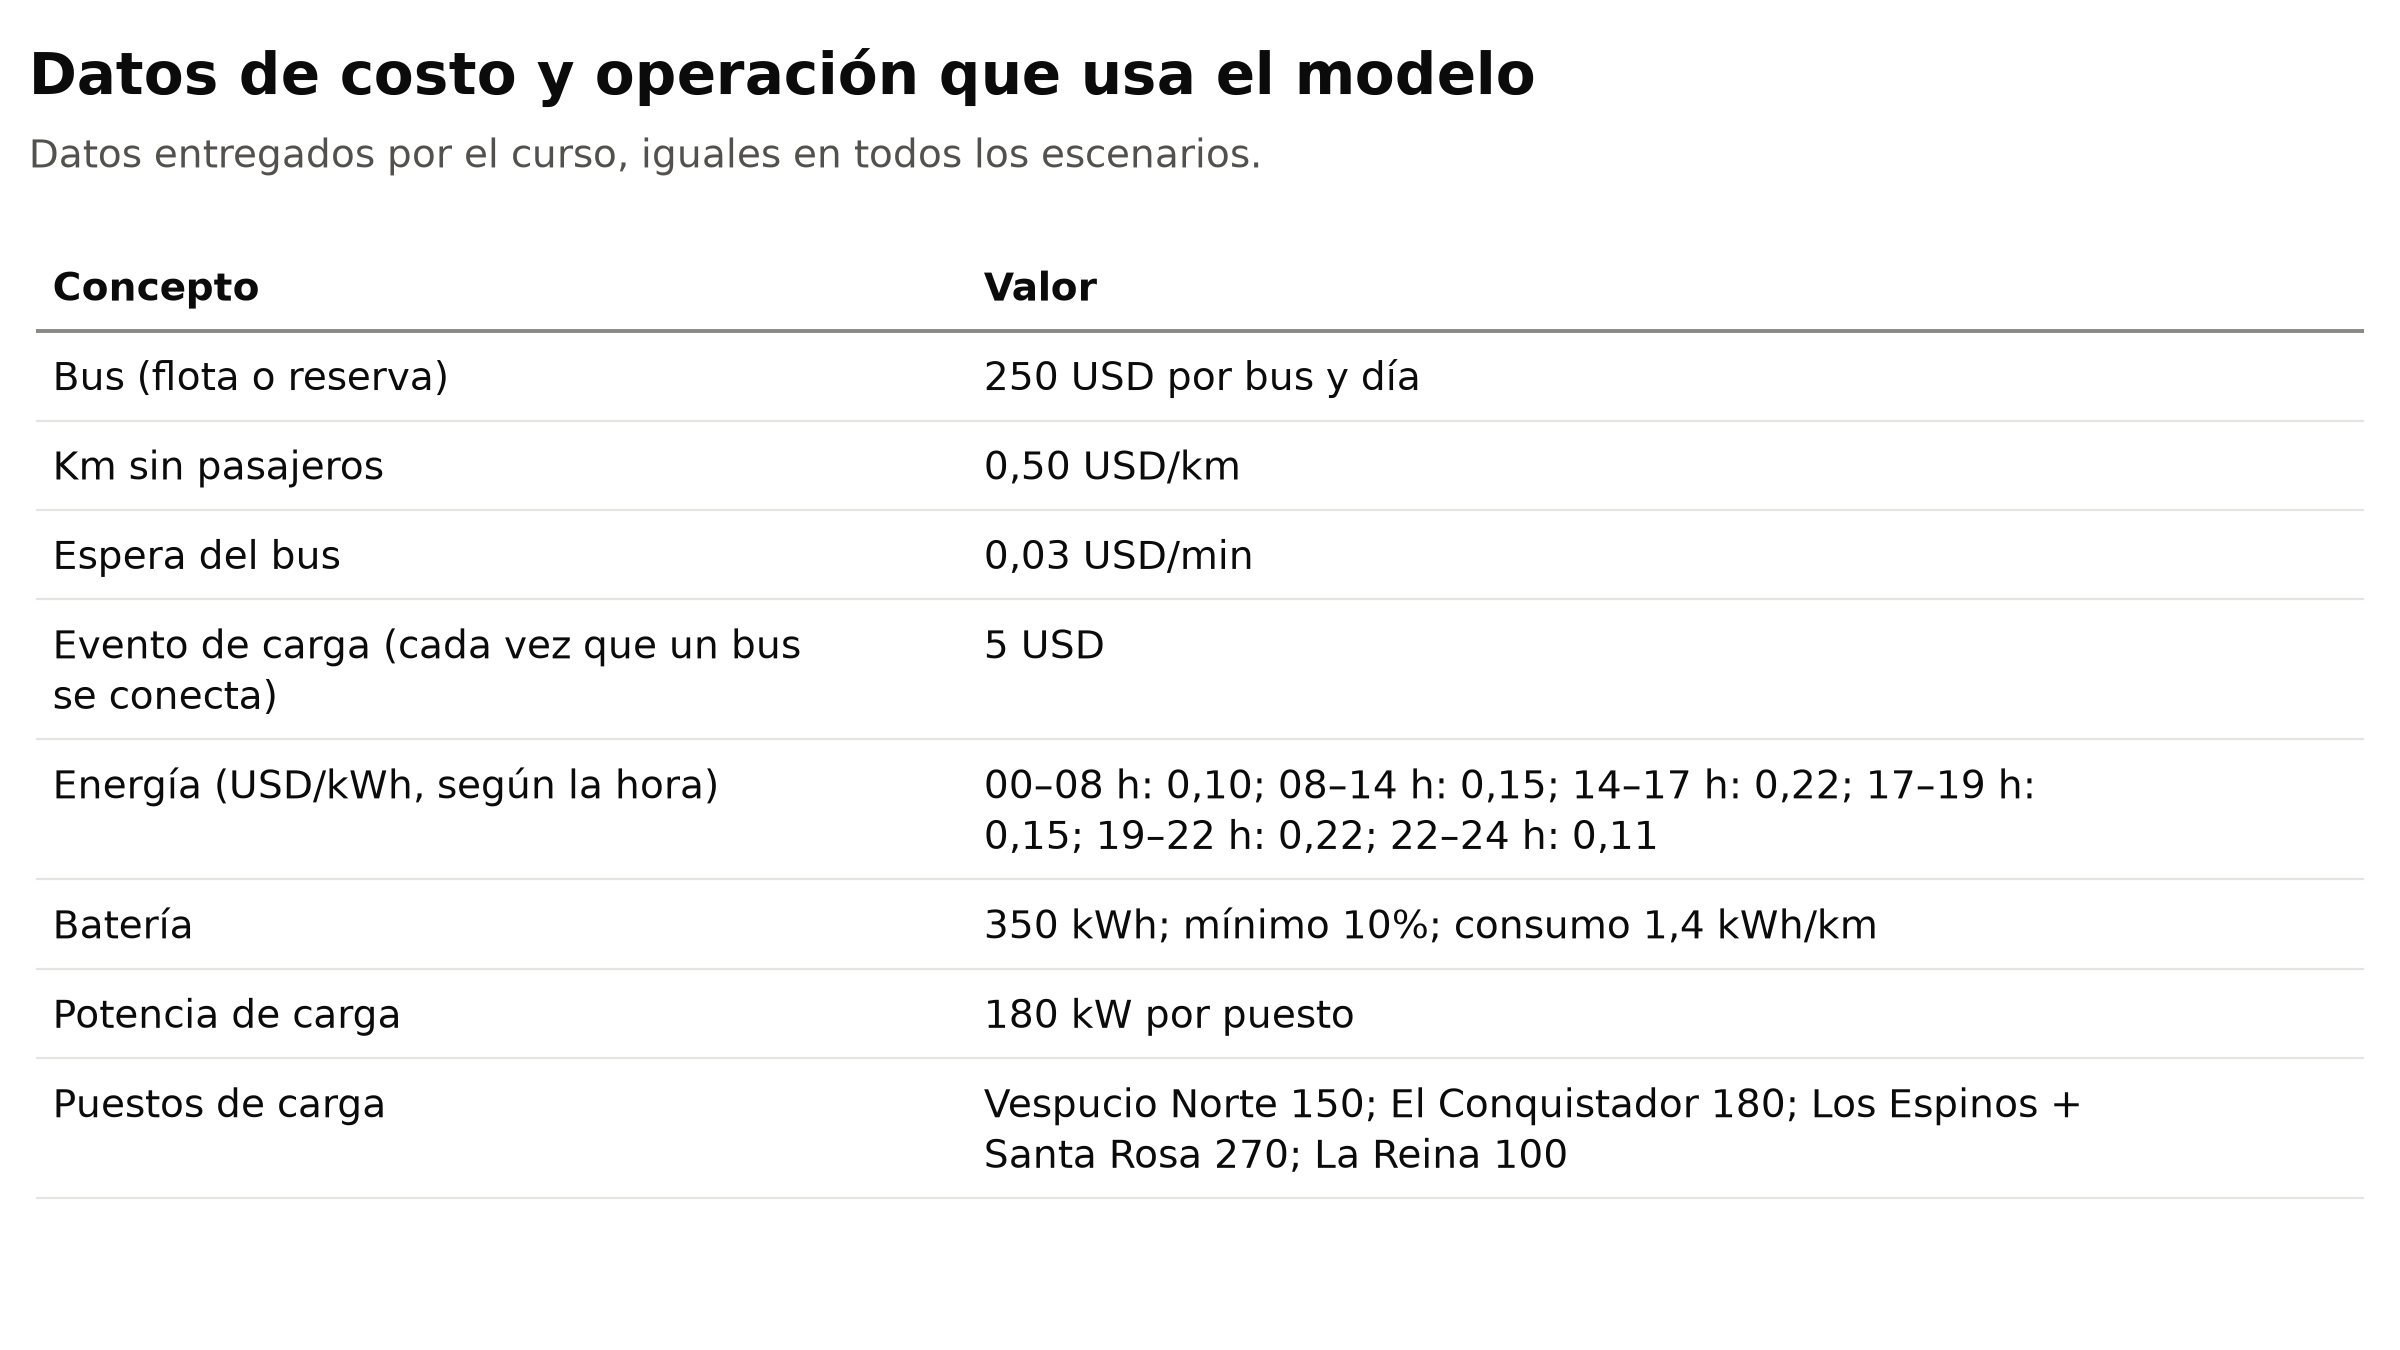 Datos de costo y operación que usa el modelo
Datos entregados por el curso, iguales en todos los escenarios.
Concepto Valor
Bus (flota o reserva) 250 USD por bus y día
Km sin pasajeros 0,50 USD/km
Espera del bus 0,03 USD/min
Evento de carga (cada vez que un bus 5 USD
se conecta)
Energía (USD/kWh, según la hora) 00–08 h: 0,10; 08–14 h: 0,15; 14–17 h: 0,22; 17–19 h:
0,15; 19–22 h: 0,22; 22–24 h: 0,11
Batería 350 kWh; mínimo 10%; consumo 1,4 kWh/km
Potencia de carga 180 kW por puesto
Puestos de carga Vespucio Norte 150; El Conquistador 180; Los Espinos +
Santa Rosa 270; La Reina 100